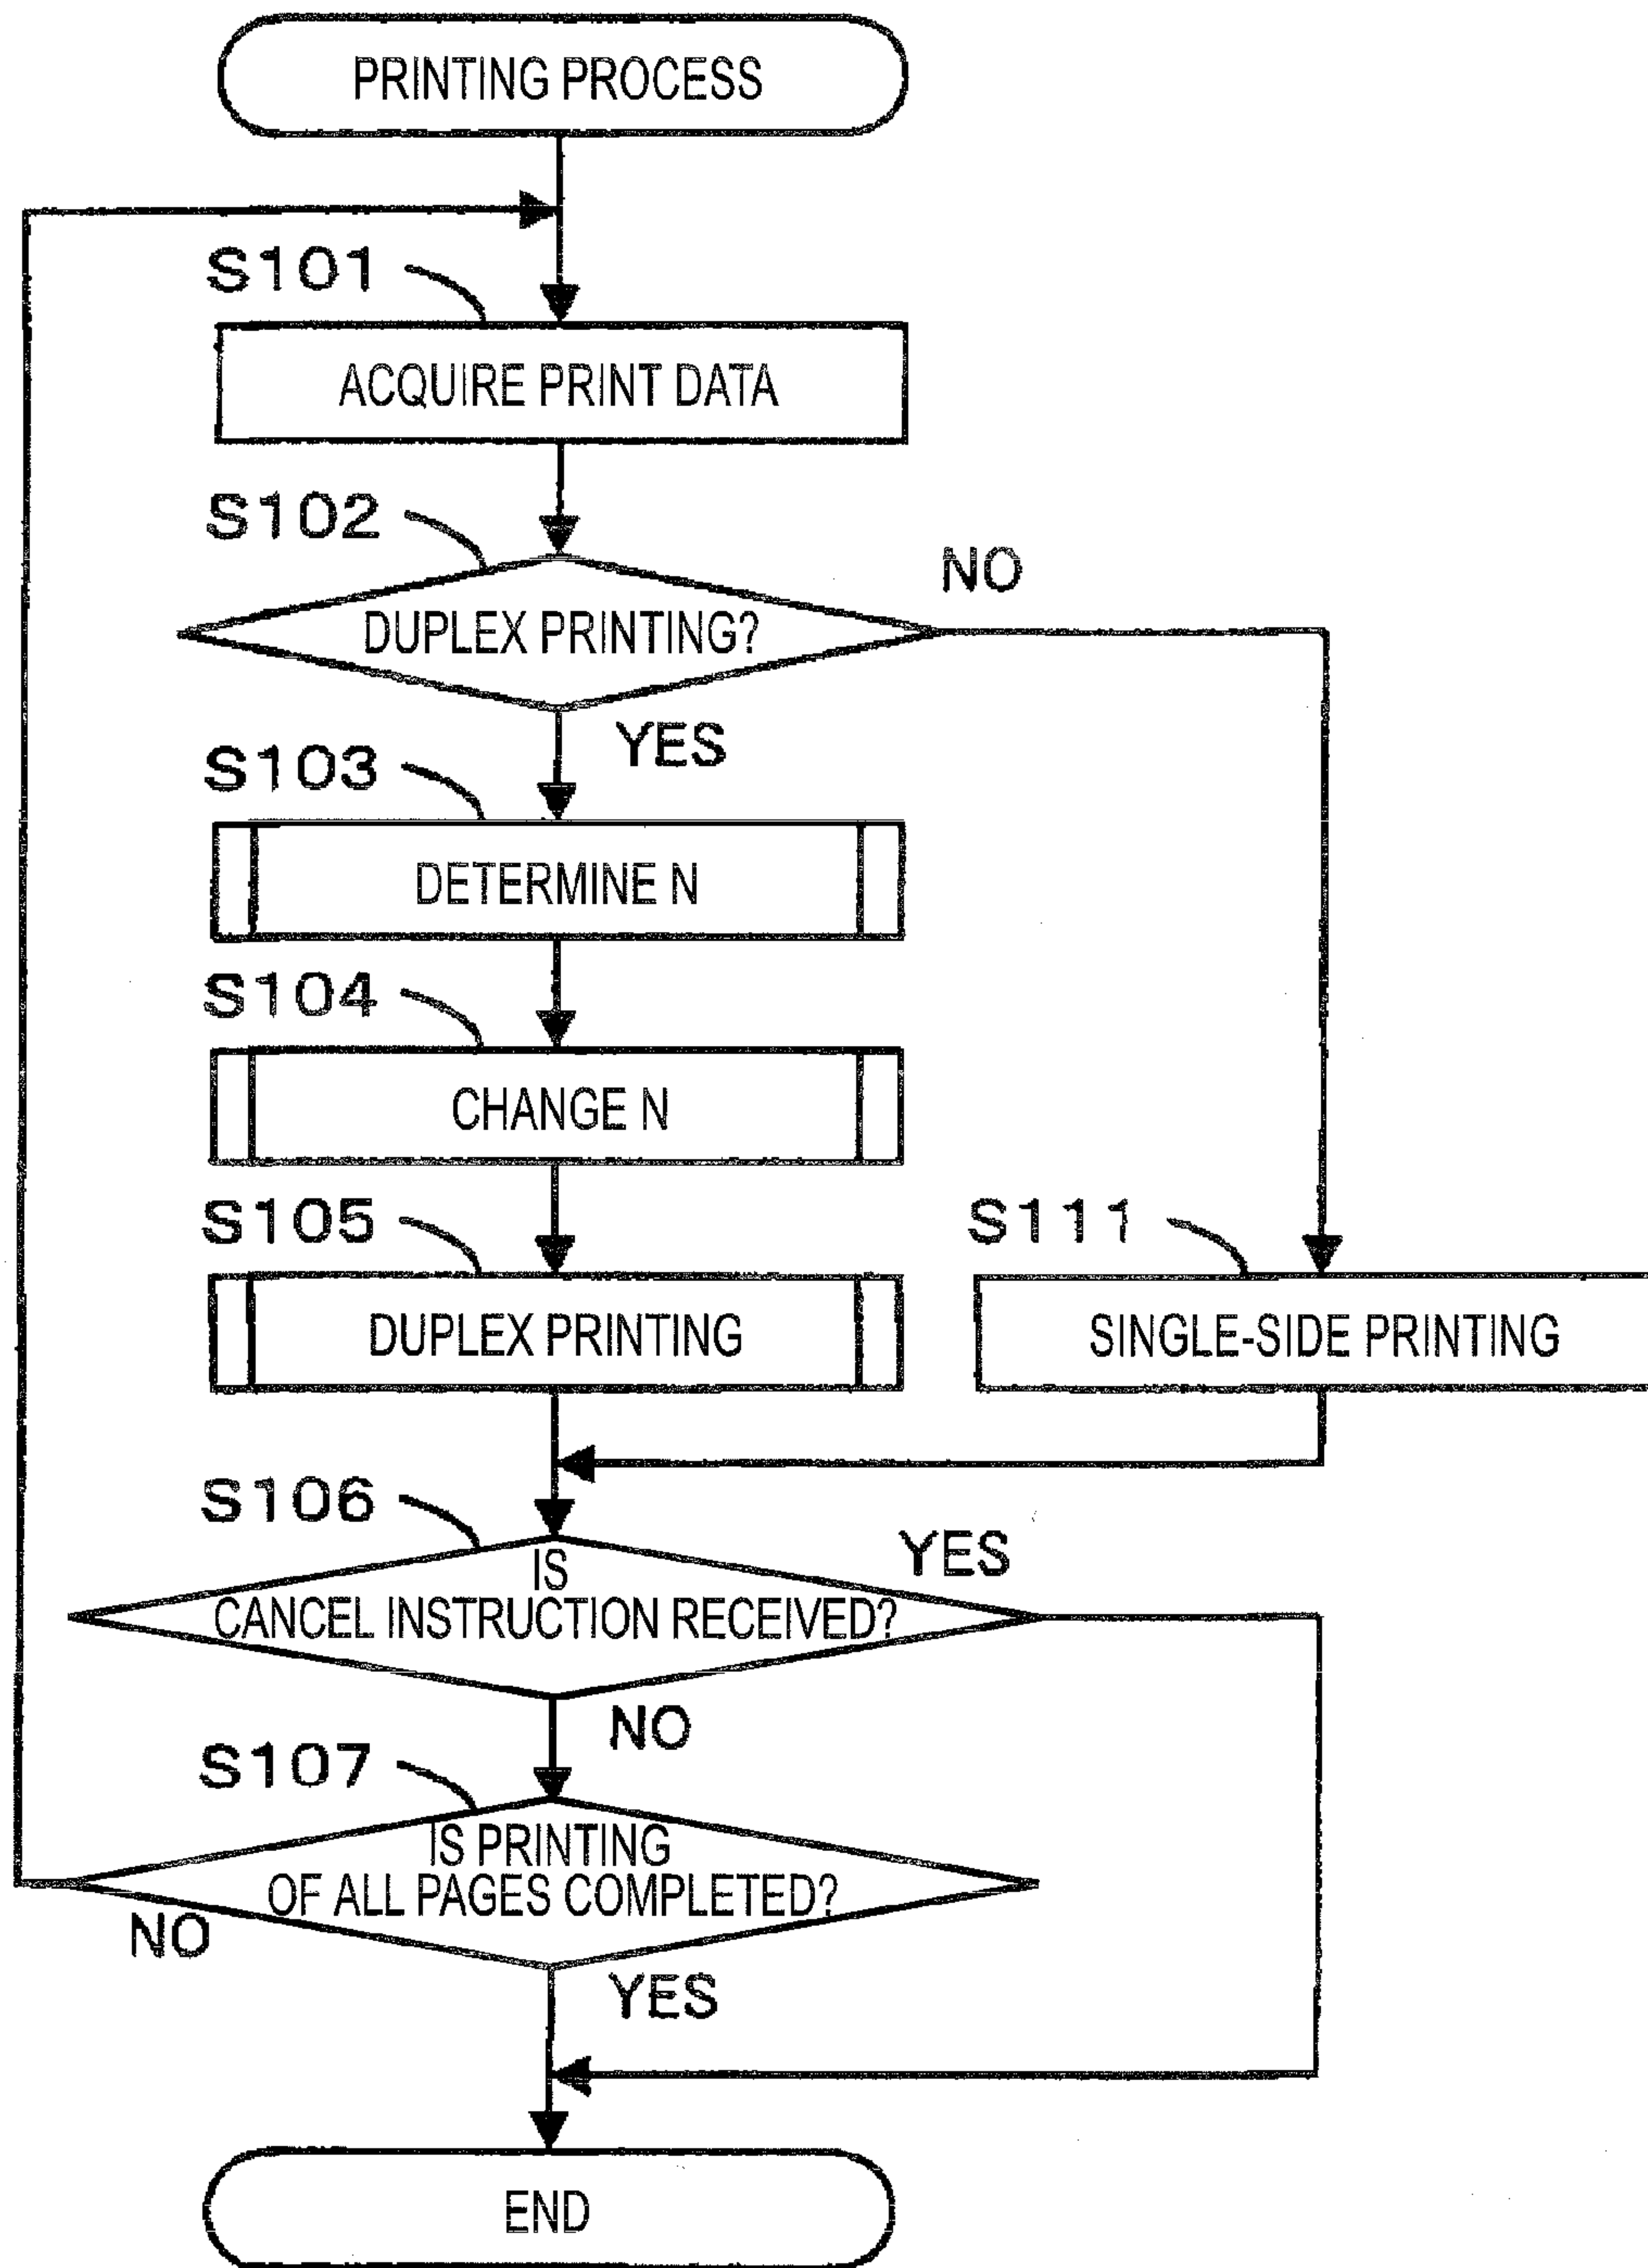 PRINTING PROCESS
S101
ACQUIRE PRINT DATA
S102
NO
DUPLEX PRINTING?
YES
S103
DETERMINE N
S104
CHANGE N
S105
DUPLEX PRINTING
S111
SINGLE-SIDE PRINTING
S106
YES
IS
CANCEL INSTRUCTION RECEIVED?
NO
S107
IS PRINTING
OF ALL PAGES COMPLETED?
NO
YES
END